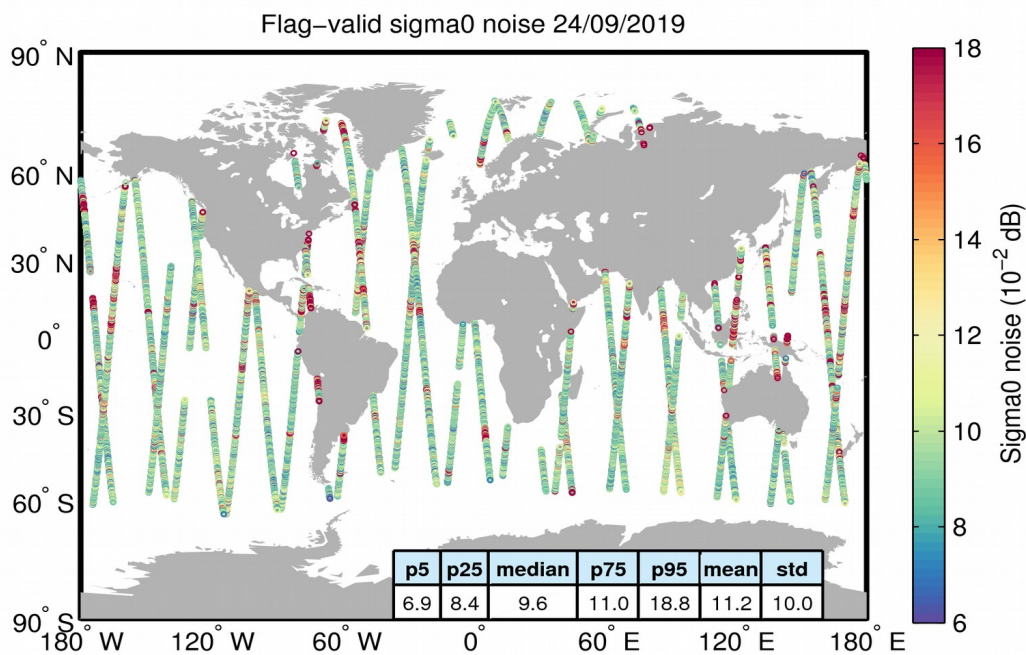 Flag−valid sigma0 noise 24/09/2019
90° N
60° N
30° N
0°
30° S
60° S
90° S
180° W
120° W
60° W
0°
60° E
120° E
180° E
p5 p25 median p75 p95 mean std
6.9 8.4 9.6 11.0 18.8 11.2 10.0
18
16
14
12
10
8
6
Sigma0 noise (10⁻² dB)